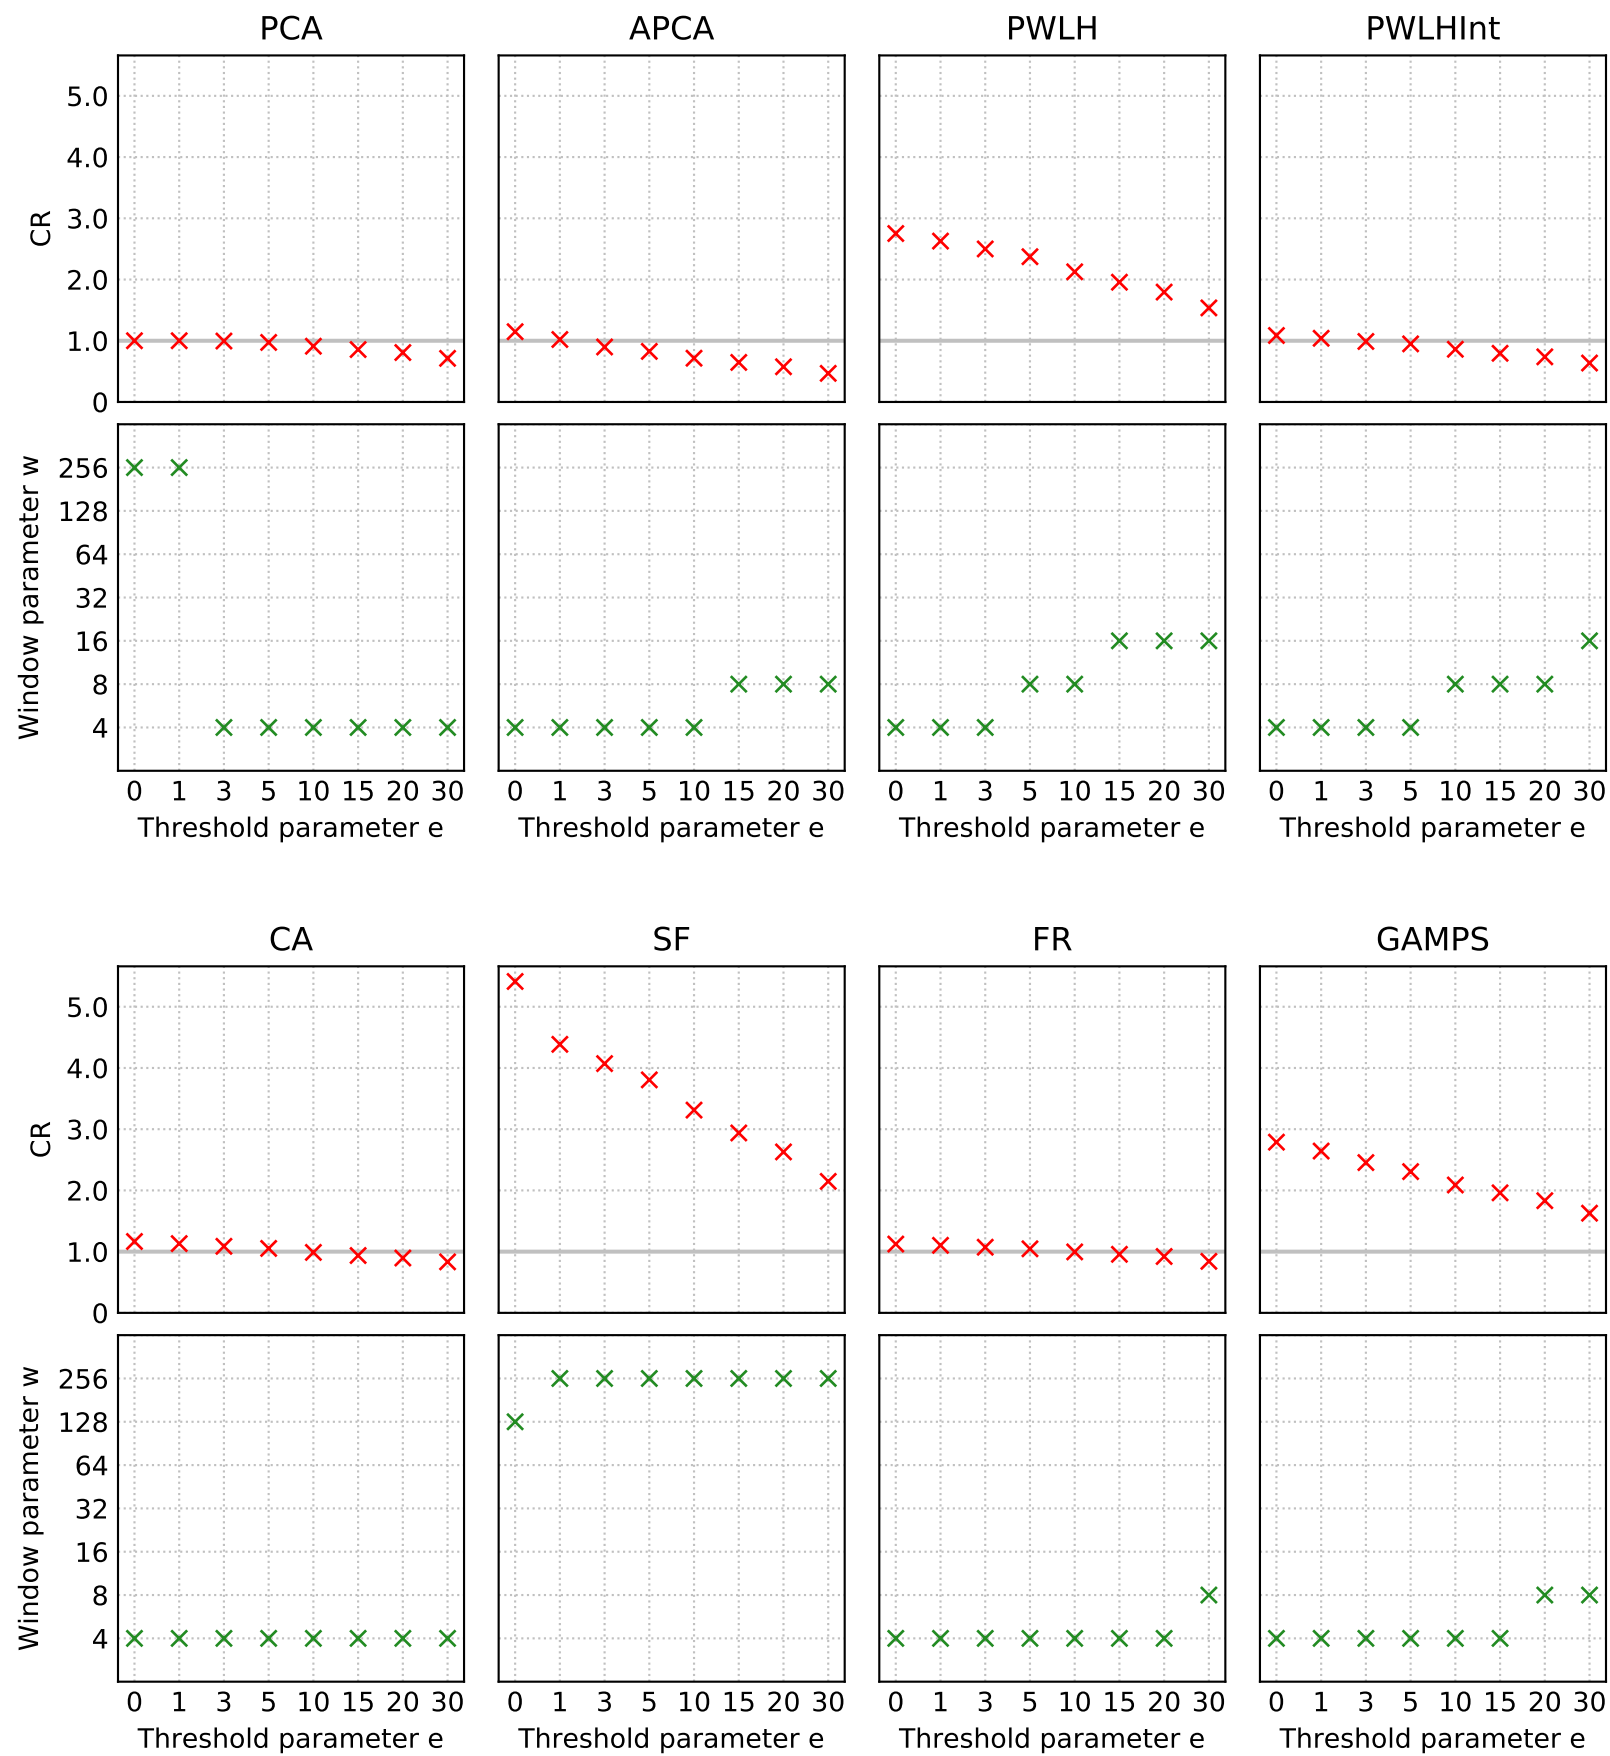 PCA APCA PWLH PWLHInt
5.0
4.0
3.0
2.0
1.0
0
CR
256
128
64
32
16
8
4
Window parameter w
0 1 3 5 10 15 20 30 0 1 3 5 10 15 20 30 0 1 3 5 10 15 20 30 0 1 3 5 10 15 20 30
Threshold parameter e Threshold parameter e Threshold parameter e Threshold parameter e
CA SF FR GAMPS
5.0
4.0
3.0
2.0
1.0
0
CR
256
128
64
32
16
8
4
Window parameter w
0 1 3 5 10 15 20 30 0 1 3 5 10 15 20 30 0 1 3 5 10 15 20 30 0 1 3 5 10 15 20 30
Threshold parameter e Threshold parameter e Threshold parameter e Threshold parameter e